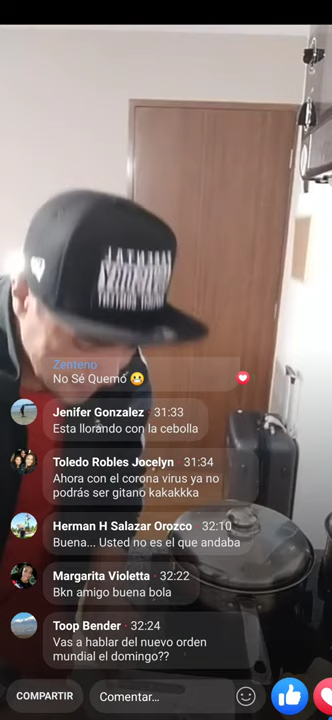 Zenteno
No Sé Quemó 😬
Jenifer Gonzalez · 31:33
Esta llorando con la cebolla
Toledo Robles Jocelyn · 31:34
Ahora con el corona virus ya no
podrás ser gitano kakakkka
Herman H Salazar Orozco · 32:10
Buena... Usted no es el que andaba
Margarita Violetta · 32:22
Bkn amigo buena bola
Toop Bender · 32:24
Vas a hablar del nuevo orden
mundial el domingo??
COMPARTIR
Comentar...